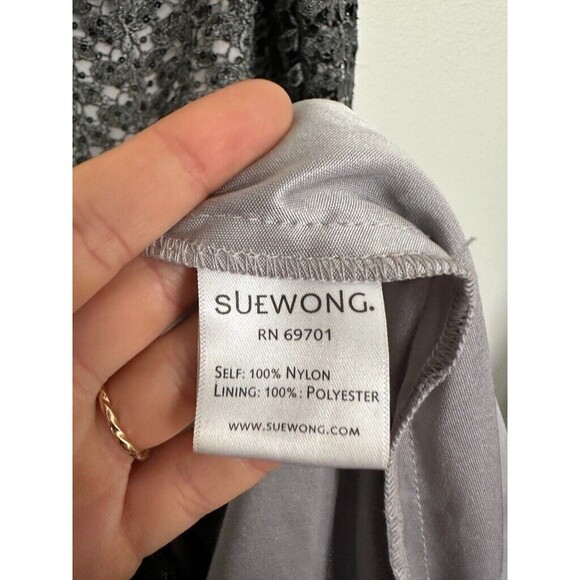 SUEWONG.
RN 69701
SELF: 100% NYLON
LINING: 100%: POLYESTER
WWW.SUEWONG.COM